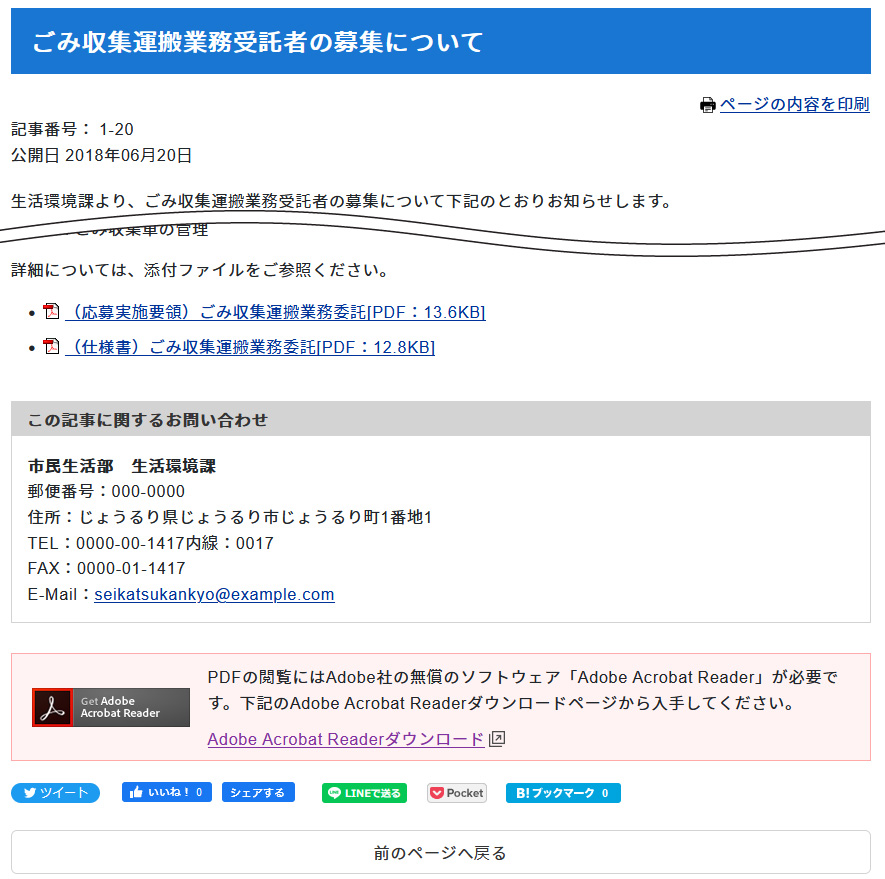 ごみ収集運搬業務受託者の募集について
ページの内容を印刷
記事番号： 1-20
公開日 2018年06月20日
生活環境課より、ごみ収集運搬業務受託者の募集について下記のとおりお知らせします。
ごみ収集車の管理
詳細については、添付ファイルをご参照ください。
（応募実施要領）ごみ収集運搬業務委託[PDF：13.6KB]
（仕様書）ごみ収集運搬業務委託[PDF：12.8KB]
この記事に関するお問い合わせ
市民生活部　生活環境課
郵便番号：000-0000
住所：じょうるり県じょうるり市じょうるり町1番地1
TEL：0000-00-1417内線：0017
FAX：0000-01-1417
E-Mail：seikatsukankyo@example.com
Get Adobe
Acrobat Reader
PDFの閲覧にはAdobe社の無償のソフトウェア「Adobe Acrobat Reader」が必要で
す。下記のAdobe Acrobat Readerダウンロードページから入手してください。
Adobe Acrobat Readerダウンロード
ツイート いいね！ 0 シェアする LINEで送る Pocket B!ブックマーク 0
前のページへ戻る